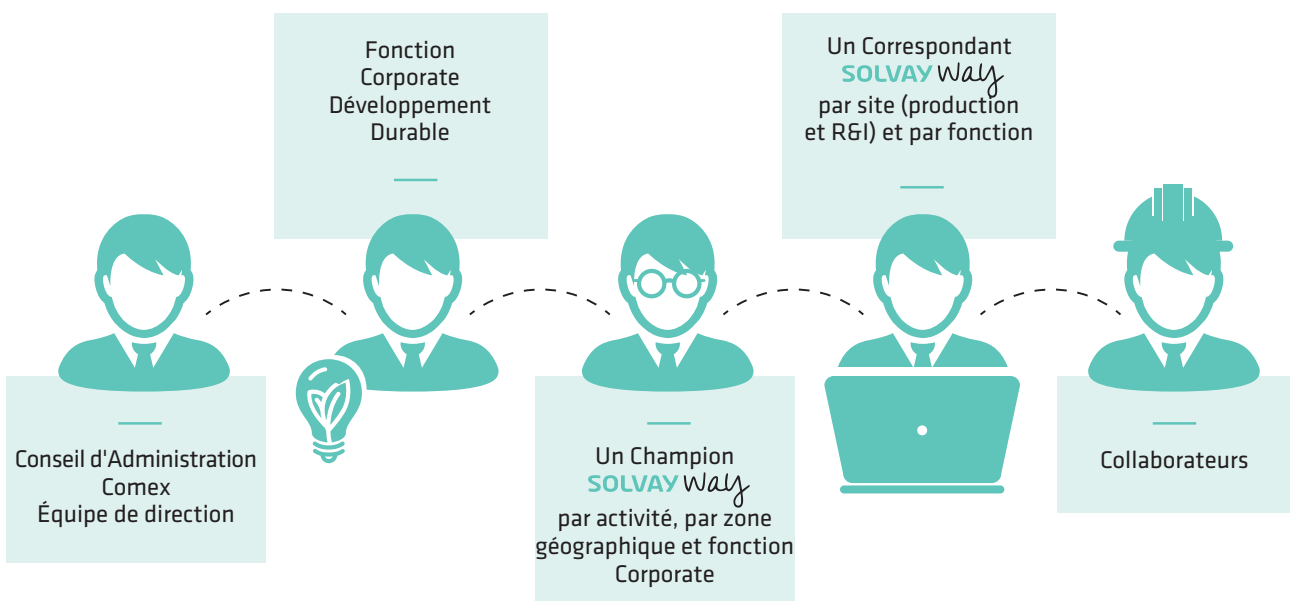 Conseil d'Administration
Comex
Équipe de direction
Fonction
Corporate
Développement
Durable
Un Champion
SOLVAY Way
par activité, par zone
géographique et fonction
Corporate
Un Correspondant
SOLVAY Way
par site (production
et R&I) et par fonction
Collaborateurs